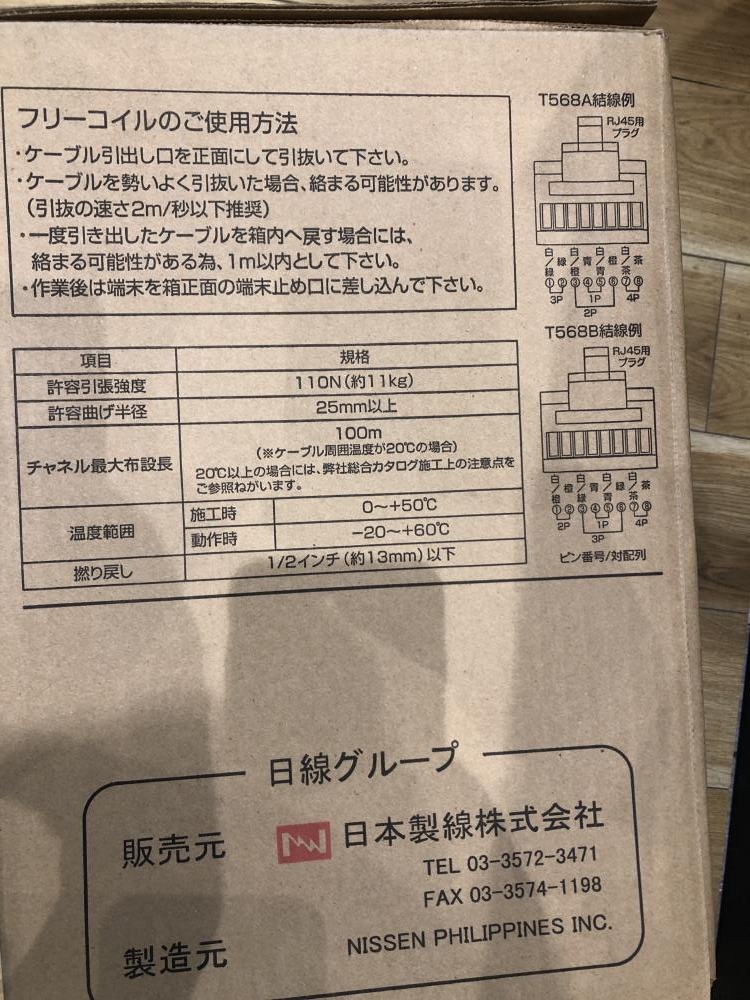 フリーコイルのご使用方法
・ケーブル引出し口を正面にして引抜いて下さい。
・ケーブルを勢いよく引抜いた場合、絡まる可能性があります。
（引抜の速さ2m/秒以下推奨）
・一度引き出したケーブルを箱内へ戻す場合には、
絡まる可能性がある為、1m以内として下さい。
・作業後は端末を箱正面の端末止め口に差し込んで下さい。
項目 規格
許容引張強度 110N（約11kg）
許容曲げ半径 25mm以上
チャネル最大布設長 100m
（※ケーブル周囲温度が20℃の場合）
20℃以上の場合には、弊社総合カタログ施工上の注意点を
ご参照ねがいます。
温度範囲 施工時 0～+50℃
動作時 −20～+60℃
撚り戻し 1/2インチ（約13mm）以下
T568A結線例
RJ45用
プラグ
白/緑 緑 白/橙 青 白/青 橙 白/茶 茶
① ② ③ ④ ⑤ ⑥ ⑦ ⑧
3P 1P 4P
2P
T568B結線例
RJ45用
プラグ
白/橙 橙 白/緑 青 白/青 緑 白/茶 茶
① ② ③ ④ ⑤ ⑥ ⑦ ⑧
2P 1P 4P
3P
ピン番号/対配列
日線グループ
販売元 日本製線株式会社
TEL 03-3572-3471
FAX 03-3574-1198
製造元 NISSEN PHILIPPINES INC.